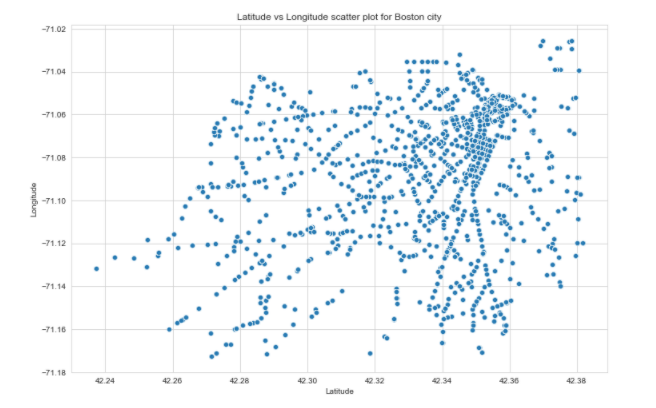 Latitude vs Longitude scatter plot for Boston city
−71.02
−71.04
−71.06
−71.08
−71.10
−71.12
−71.14
−71.16
−71.18
Longitude
42.24 42.26 42.28 42.30 42.32 42.34 42.36 42.38
Latitude